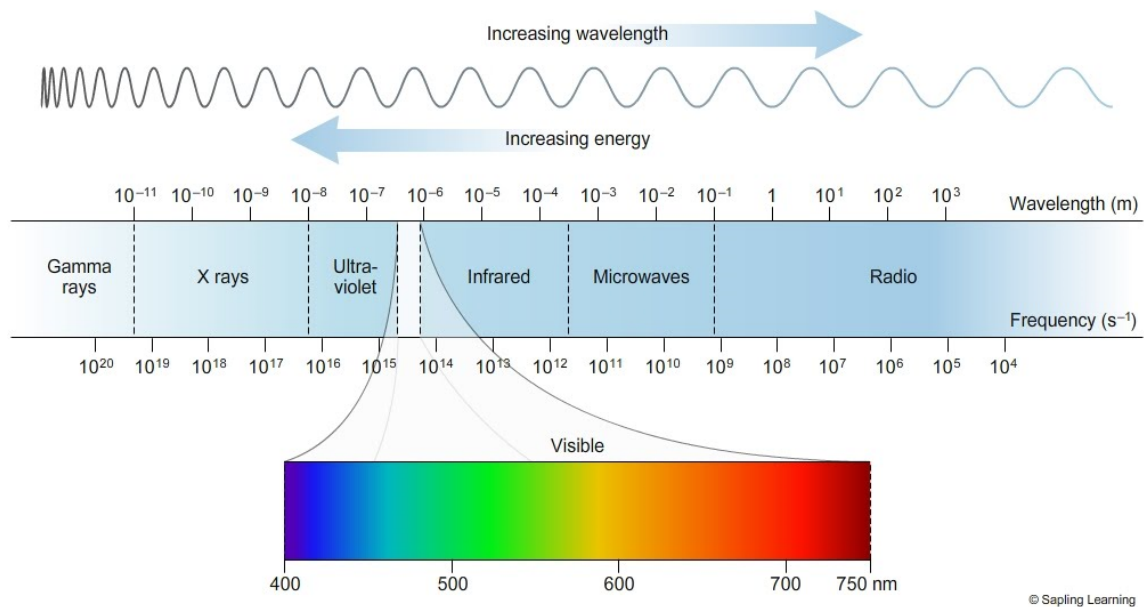 Increasing wavelength
Increasing energy
10⁻¹¹ 10⁻¹⁰ 10⁻⁹ 10⁻⁸ 10⁻⁷ 10⁻⁶ 10⁻⁵ 10⁻⁴ 10⁻³ 10⁻² 10⁻¹ 1 10¹ 10² 10³ Wavelength (m)
Gamma rays X rays Ultra-violet Infrared Microwaves Radio
Frequency (s⁻¹)
10²⁰ 10¹⁹ 10¹⁸ 10¹⁷ 10¹⁶ 10¹⁵ 10¹⁴ 10¹³ 10¹² 10¹¹ 10¹⁰ 10⁹ 10⁸ 10⁷ 10⁶ 10⁵ 10⁴
Visible
400 500 600 700 750 nm
© Sapling Learning